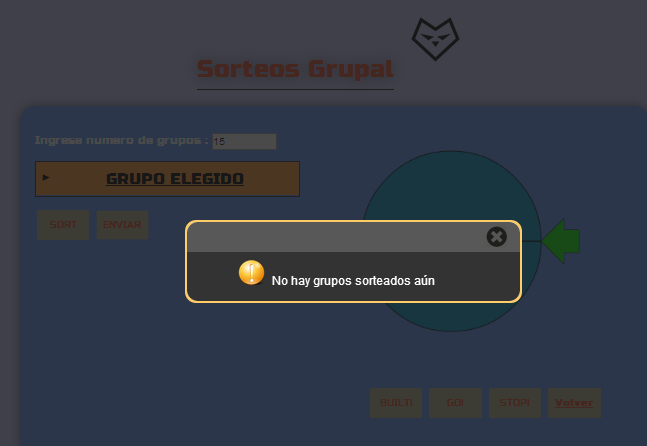 Sorteos Grupal
Ingrese numero de grupos : 15
GRUPO ELEGIDO
SORT ENVIAR
No hay grupos sorteados aún
BUILT! GO! STOP! Volver